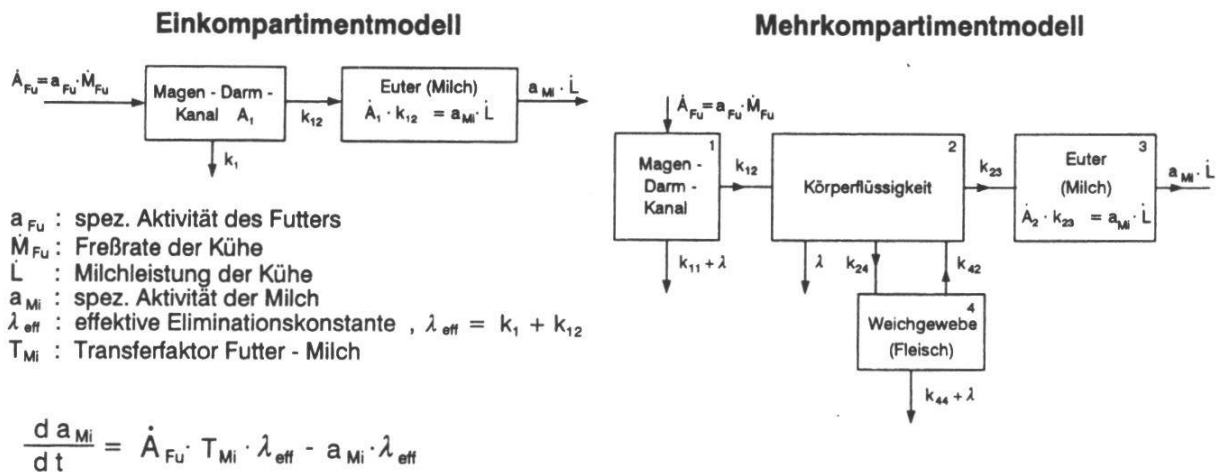 Einkompartimentmodell
Ȧ_Fu = a_Fu · Ṁ_Fu
Magen - Darm -
Kanal A₁
k₁₂
Euter (Milch)
Ȧ₁ · k₁₂ = a_Mi · L̇
a_Mi · L̇
k₁
a_Fu : spez. Aktivität des Futters
Ṁ_Fu : Freßrate der Kühe
L̇ : Milchleistung der Kühe
a_Mi : spez. Aktivität der Milch
λ_eff : effektive Eliminationskonstante , λ_eff = k₁ + k₁₂
T_Mi : Transferfaktor Futter - Milch
d a_Mi / d t = Ȧ_Fu · T_Mi · λ_eff - a_Mi · λ_eff
Mehrkompartimentmodell
Ȧ_Fu = a_Fu · Ṁ_Fu
1
Magen -
Darm -
Kanal
k₁₂
2
Körperflüssigkeit
k₂₃
3
Euter
(Milch)
Ȧ₂ · k₂₃ = a_Mi · L̇
a_Mi · L̇
k₁₁ + λ
λ
k₂₄
k₄₂
4
Weichgewebe
(Fleisch)
k₄₄ + λ